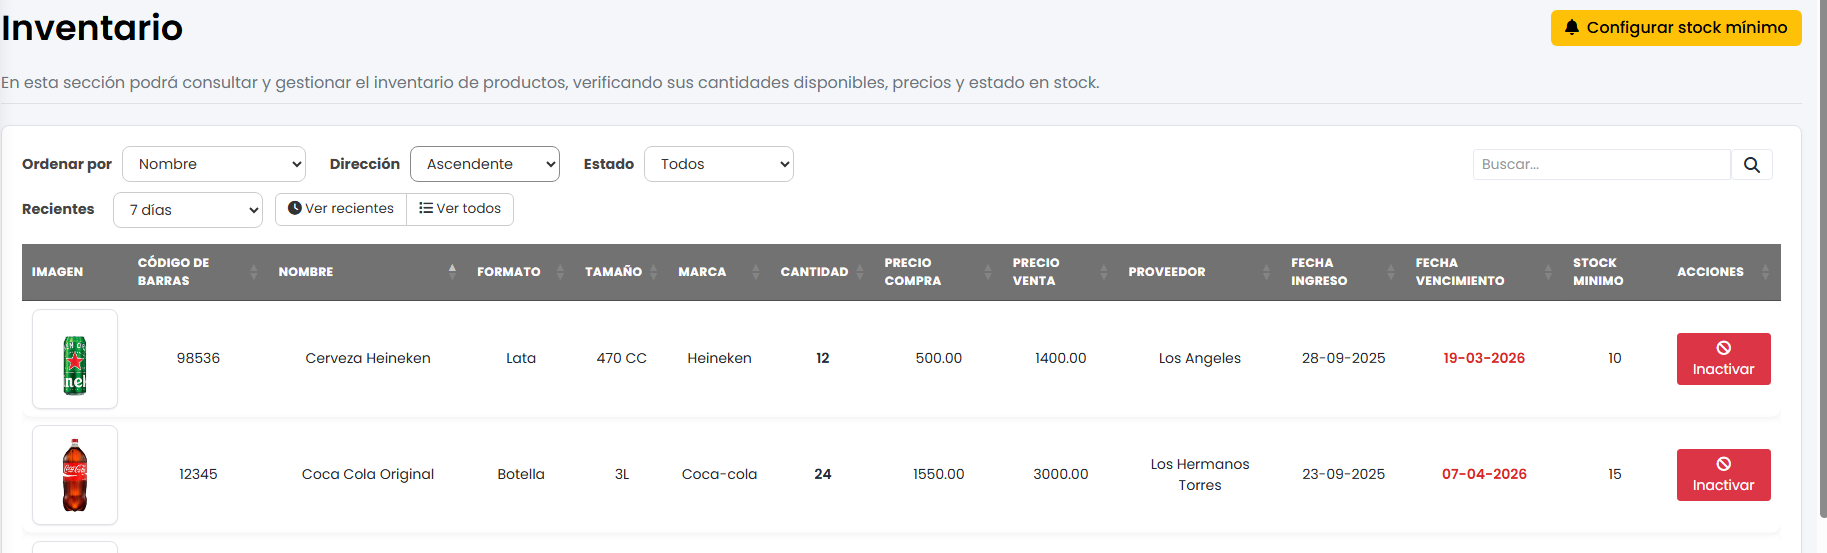 Inventario
Configurar stock mínimo
En esta sección podrá consultar y gestionar el inventario de productos, verificando sus cantidades disponibles, precios y estado en stock.
Ordenar por Nombre Dirección Ascendente Estado Todos Buscar...
Recientes 7 días Ver recientes Ver todos
IMAGEN CÓDIGO DE BARRAS NOMBRE FORMATO TAMAÑO MARCA CANTIDAD PRECIO COMPRA PRECIO VENTA PROVEEDOR FECHA INGRESO FECHA VENCIMIENTO STOCK MINIMO ACCIONES
98536 Cerveza Heineken Lata 470 CC Heineken 12 500.00 1400.00 Los Angeles 28-09-2025 19-03-2026 10 Inactivar
12345 Coca Cola Original Botella 3L Coca-cola 24 1550.00 3000.00 Los Hermanos Torres 23-09-2025 07-04-2026 15 Inactivar
Coca-Cola